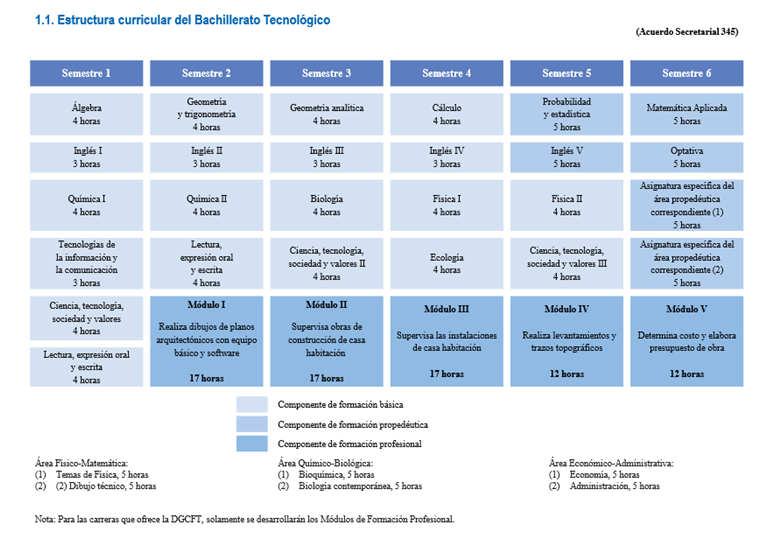 1.1. Estructura curricular del Bachillerato Tecnológico
(Acuerdo Secretarial 345)
Semestre 1
Semestre 2
Semestre 3
Semestre 4
Semestre 5
Semestre 6
Álgebra
4 horas
Geometría
y trigonometría
4 horas
Geometría analítica
4 horas
Cálculo
4 horas
Probabilidad
y estadística
5 horas
Matemática Aplicada
5 horas
Inglés I
3 horas
Inglés II
3 horas
Inglés III
3 horas
Inglés IV
3 horas
Inglés V
5 horas
Optativa
5 horas
Química I
4 horas
Química II
4 horas
Biología
4 horas
Física I
4 horas
Física II
4 horas
Asignatura específica del
área propedéutica
correspondiente (1)
5 horas
Tecnologías de
la información y
la comunicación
3 horas
Lectura,
expresión oral
y escrita
4 horas
Ciencia, tecnología,
sociedad y valores II
4 horas
Ecología
4 horas
Ciencia, tecnología,
sociedad y valores III
4 horas
Asignatura específica del
área propedéutica
correspondiente (2)
5 horas
Ciencia, tecnología,
sociedad y valores
4 horas
Lectura, expresión oral
y escrita
4 horas
Módulo I
Realiza dibujos de planos
arquitectónicos con equipo
básico y software
17 horas
Módulo II
Supervisa obras de
construcción de casa
habitación
17 horas
Módulo III
Supervisa las instalaciones
de casa habitación
17 horas
Módulo IV
Realiza levantamientos y
trazos topográficos
12 horas
Módulo V
Determina costo y elabora
presupuesto de obra
12 horas
Componente de formación básica
Componente de formación propedéutica
Componente de formación profesional
Área Físico-Matemática:
(1) Temas de Física, 5 horas
(2) (2) Dibujo técnico, 5 horas
Área Químico-Biológica:
(1) Bioquímica, 5 horas
(2) Biología contemporánea, 5 horas
Área Económico-Administrativa:
(1) Economía, 5 horas
(2) Administración, 5 horas
Nota: Para las carreras que ofrece la DGCFT, solamente se desarrollarán los Módulos de Formación Profesional.